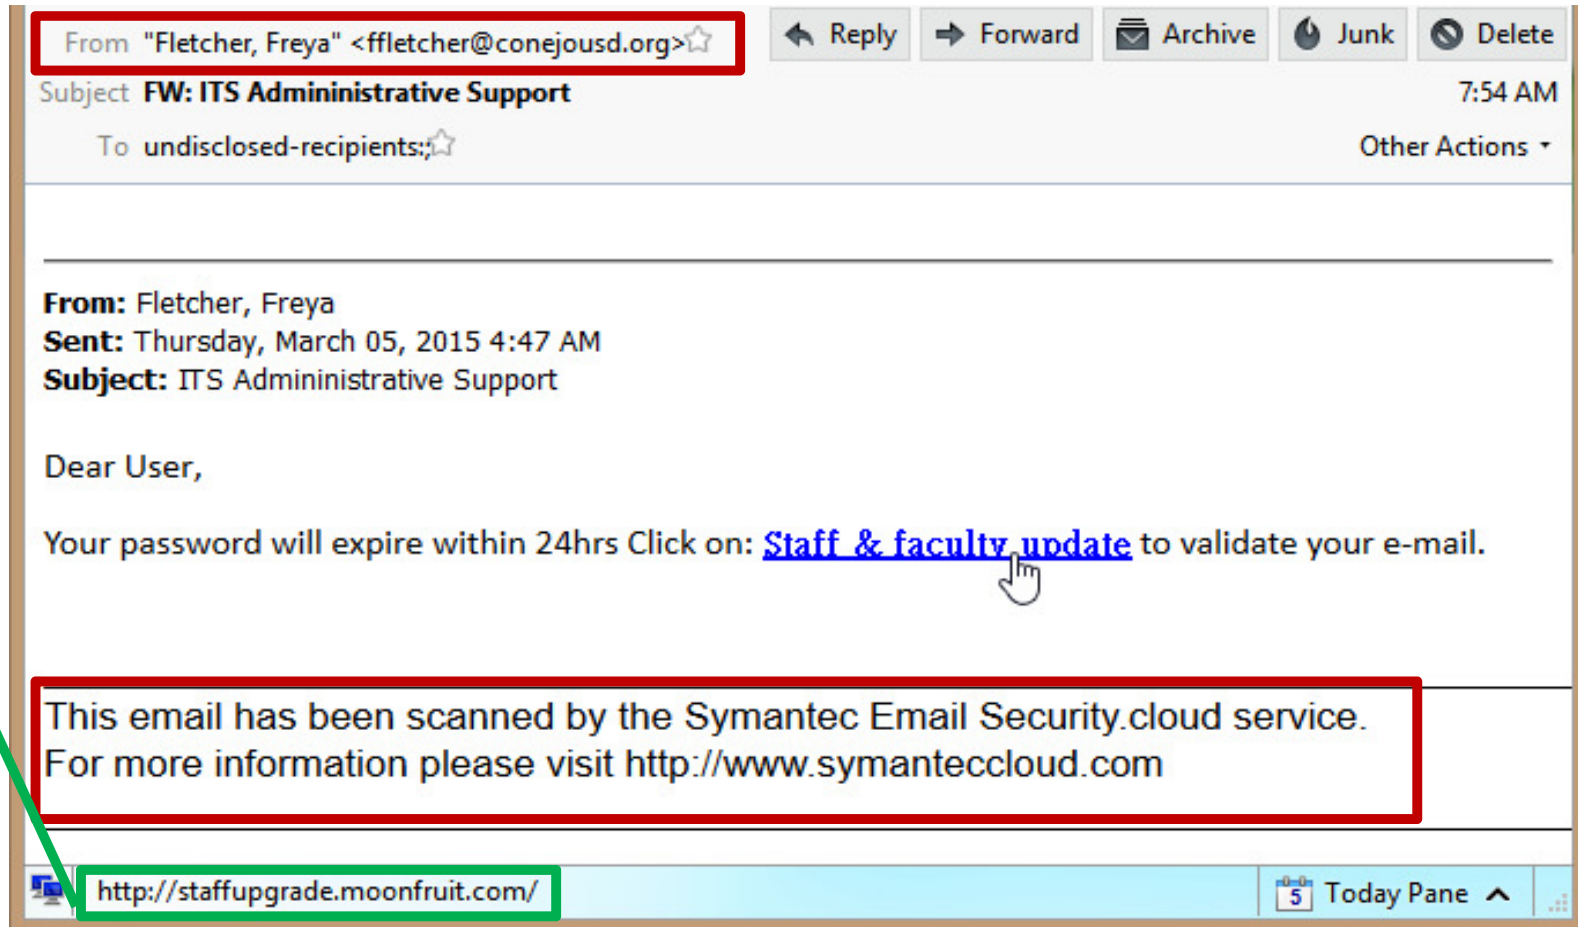 From "Fletcher, Freya" <ffletcher@conejousd.org> Reply Forward Archive Junk Delete
Subject FW: ITS Admininistrative Support 7:54 AM
To undisclosed-recipients:; Other Actions
From: Fletcher, Freya
Sent: Thursday, March 05, 2015 4:47 AM
Subject: ITS Admininistrative Support
Dear User,
Your password will expire within 24hrs Click on: Staff & faculty update to validate your e-mail.
This email has been scanned by the Symantec Email Security.cloud service.
For more information please visit http://www.symanteccloud.com
http://staffupgrade.moonfruit.com/ 5 Today Pane